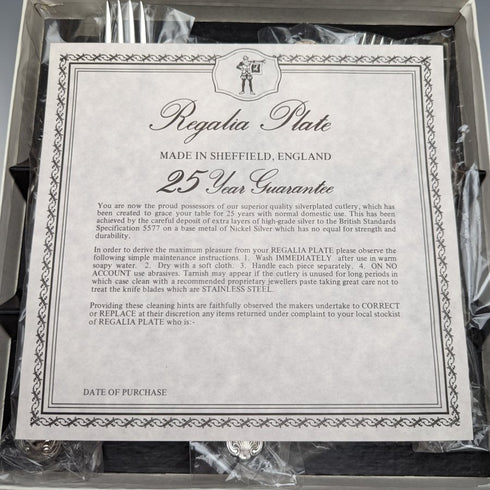 Regalia Plate
MADE IN SHEFFIELD, ENGLAND
25 Year Guarantee
You are now the proud possessors of our superior quality silverplated cutlery, which has
been created to grace your table for 25 years with normal domestic use. This has been
achieved by the careful deposit of extra layers of high-grade silver to the British Standards
Specification 5577 on a base metal of Nickel Silver which has no equal for strength and
durability.
In order to derive the maximum pleasure from your REGALIA PLATE please observe the
following simple maintenance instructions. 1. Wash IMMEDIATELY after use in warm
soapy water. 2. Dry with a soft cloth. 3. Handle each piece separately. 4. ON NO
ACCOUNT use abrasives. Tarnish may appear if the cutlery is unused for long periods in
which case clean with a recommended proprietary jewellers paste taking great care not to
treat the knife blades which are STAINLESS STEEL.
Providing these cleaning hints are faithfully observed the makers undertake to CORRECT
or REPLACE at their discretion any items returned under complaint to your local stockist
of REGALIA PLATE who is:-
DATE OF PURCHASE